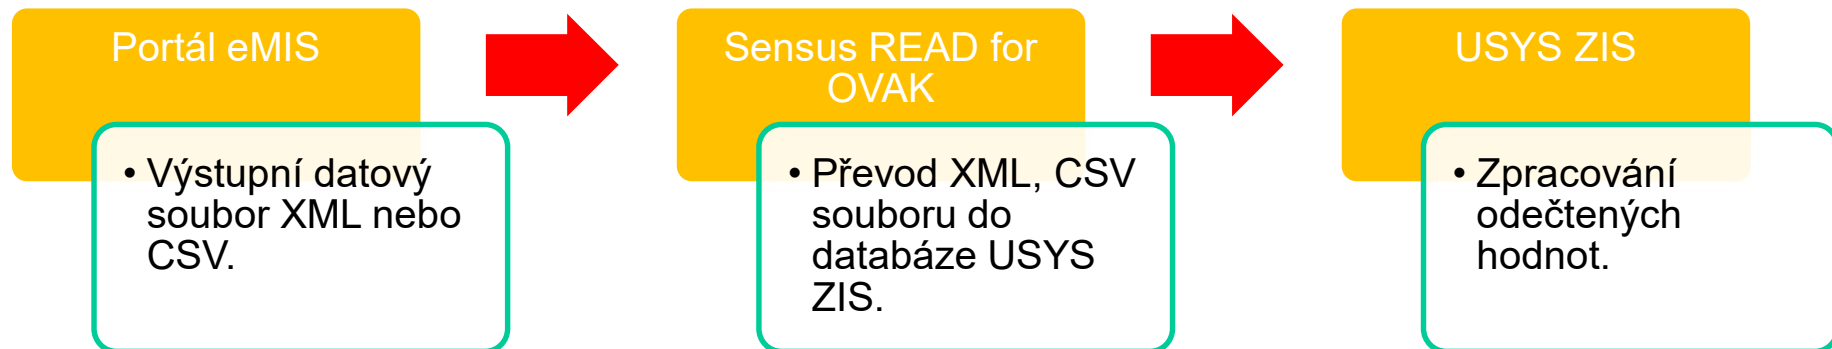 Portál eMIS
• Výstupní datový
soubor XML nebo
CSV.
Sensus READ for
OVAK
• Převod XML, CSV
souboru do
databáze USYS
ZIS.
USYS ZIS
• Zpracování
odečtených
hodnot.